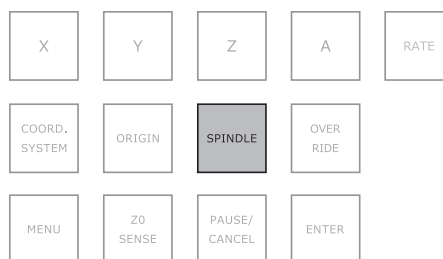 X Y Z A RATE
COORD.
SYSTEM
ORIGIN
SPINDLE
OVER
RIDE
MENU
Z0
SENSE
PAUSE/
CANCEL
ENTER